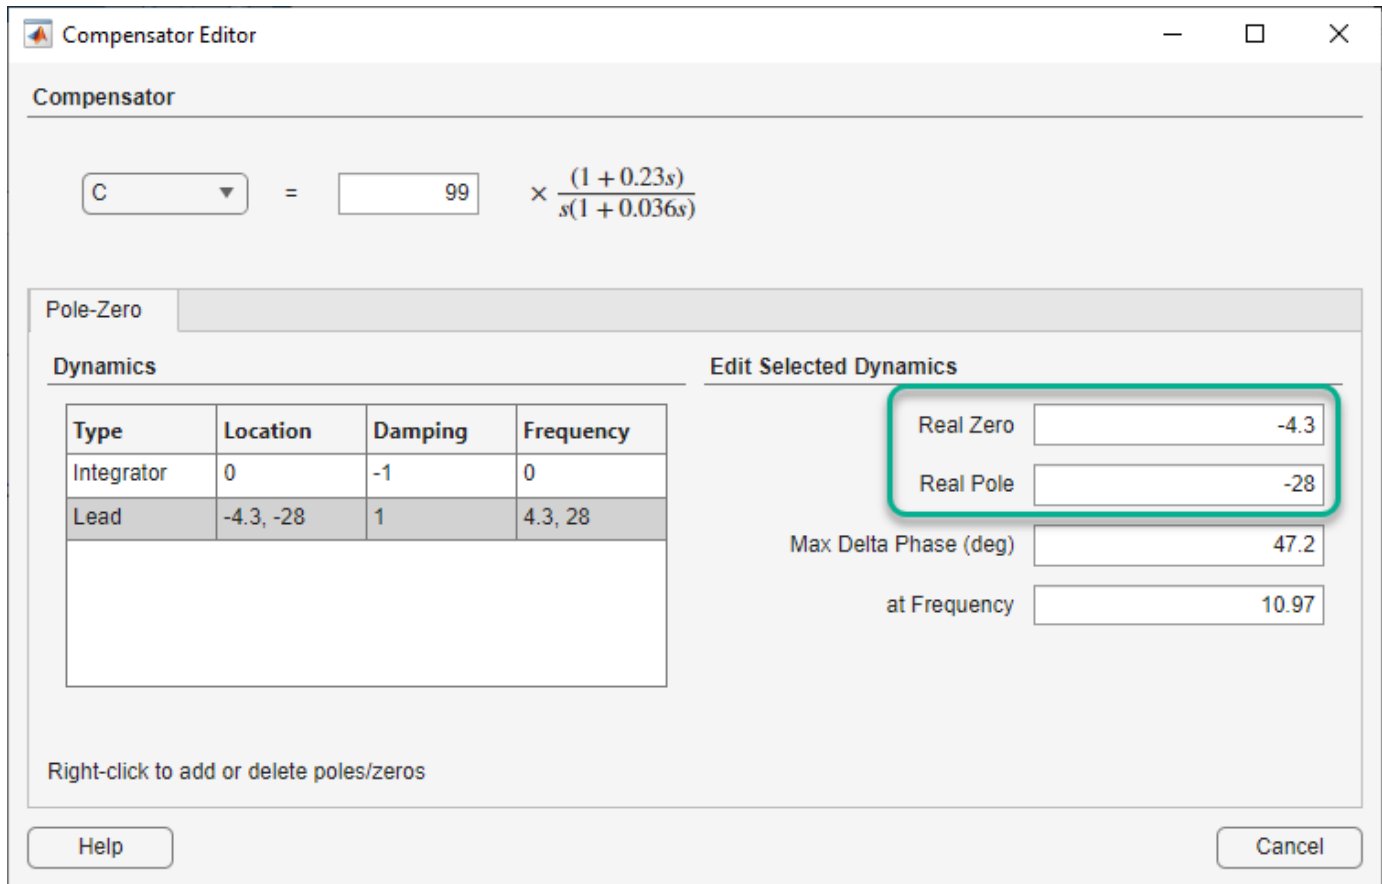 Compensator Editor
Compensator
C = 99 × (1 + 0.23s)
s(1 + 0.036s)
Pole-Zero
Dynamics
Type Location Damping Frequency
Integrator 0 -1 0
Lead -4.3, -28 1 4.3, 28
Edit Selected Dynamics
Real Zero -4.3
Real Pole -28
Max Delta Phase (deg) 47.2
at Frequency 10.97
Right-click to add or delete poles/zeros
Help Cancel